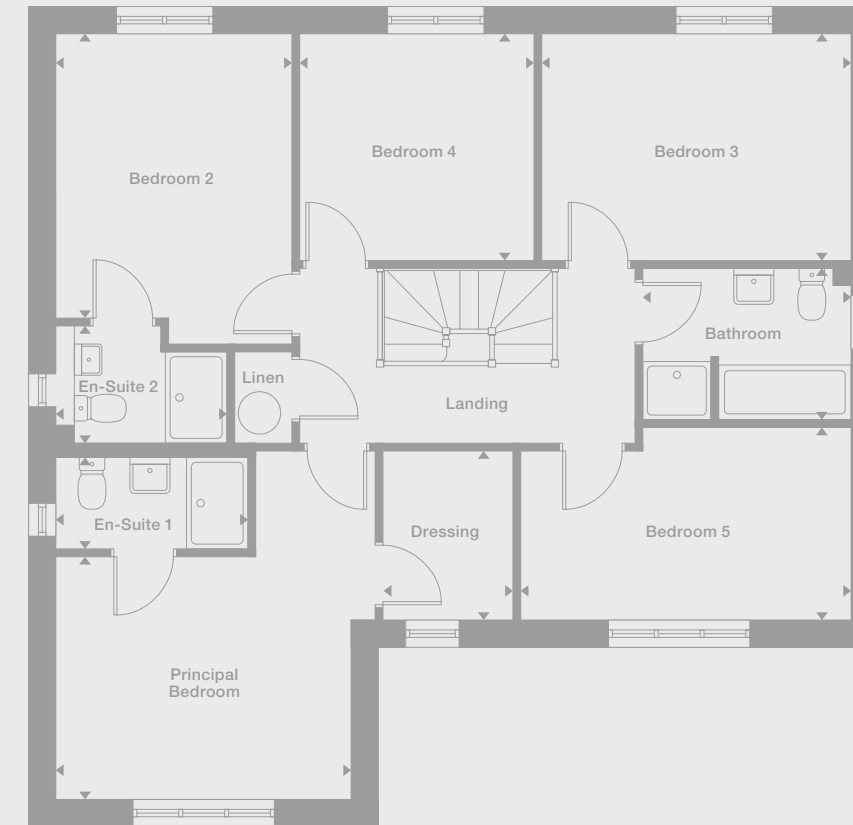 Bedroom 4
Bedroom 3
Bedroom 2
Bathroom
Linen
En-Suite 2
Landing
En-Suite 1
Dressing
Bedroom 5
Principal
Bedroom